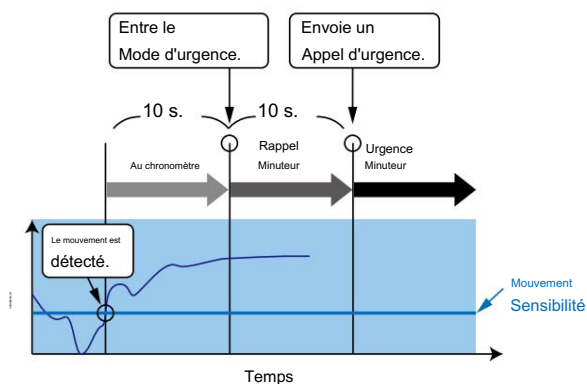 Entre le
Mode d'urgence.
Envoie un
Appel d'urgence.
10 s.
10 s.
Au chronomètre
Rappel
Minuteur
Urgence
Minuteur
Le mouvement est
détecté.
Mouvement
Sensibilité
Temps